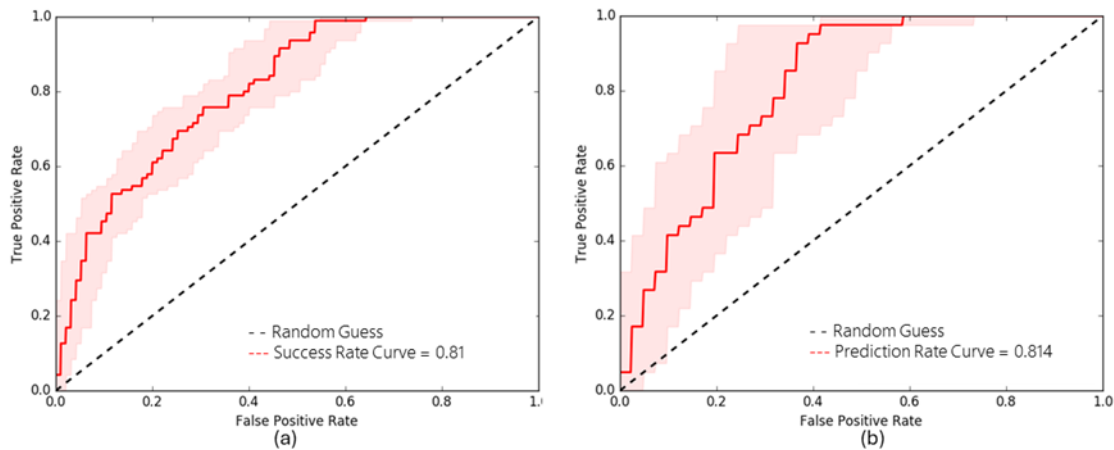 1.0
0.8
0.6
0.4
0.2
0.0
True Positive Rate
Random Guess
Success Rate Curve = 0.81
0.0 0.2 0.4 0.6 0.8 1.
False Positive Rate
(a)
1.0
0.8
0.6
0.4
0.2
0.0
True Positive Rate
Random Guess
Prediction Rate Curve = 0.814
0.0 0.2 0.4 0.6 0.8 1.0
False Positive Rate
(b)